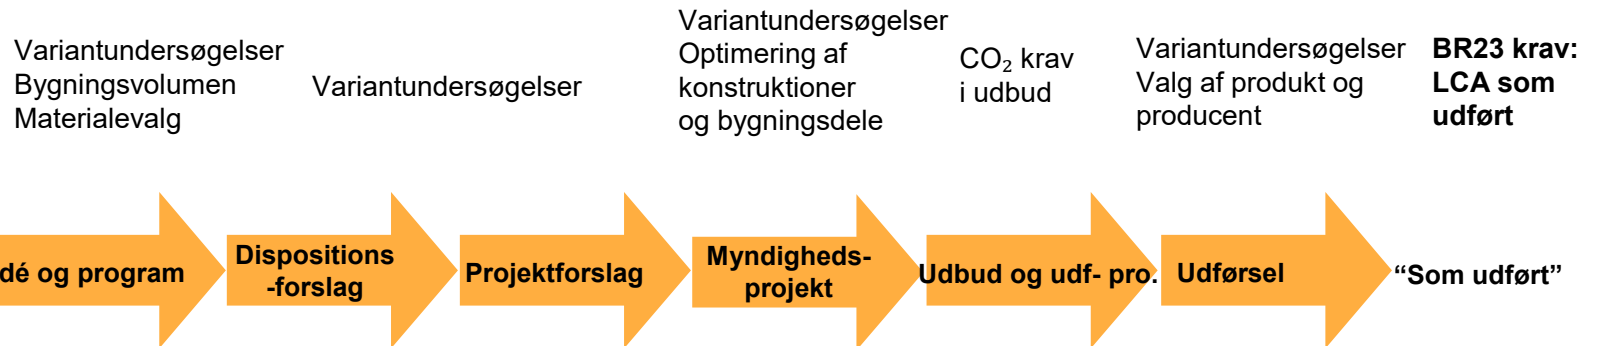 Variantundersøgelser
Bygningsvolumen
Materialevalg
Variantundersøgelser
Variantundersøgelser
Optimering af
konstruktioner
og bygningsdele
CO₂ krav
i udbud
Variantundersøgelser
Valg af produkt og
producent
BR23 krav:
LCA som
udført
dé og program
Dispositions
-forslag
Projektforslag
Myndigheds-
projekt
Udbud og udf- pro.
Udførsel
“Som udført”